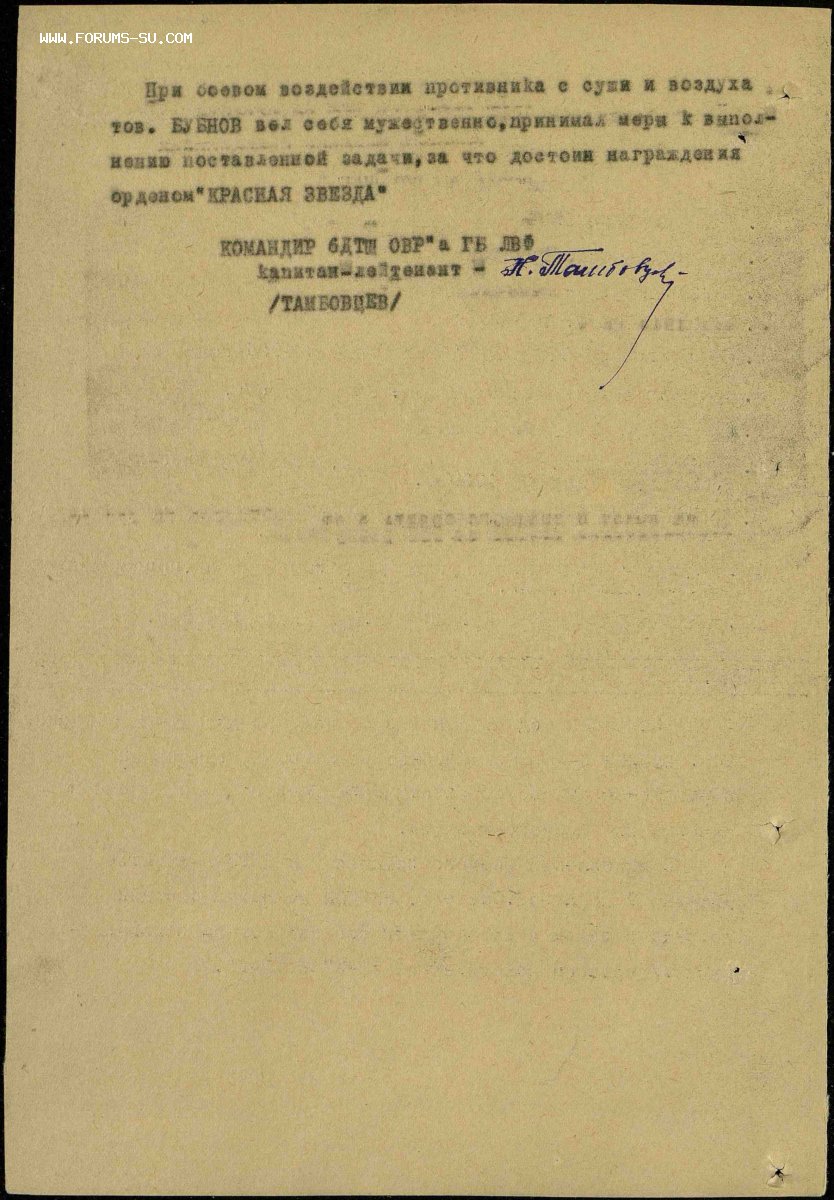 WWW.FORUMS-SU.COM
При боевом воздействии противника с суши и воздуха
тов. БУБНОВ вел себя мужественно,принимал меры к выпол-
нению поставленной задачи,за что достоин награждения
орденом"КРАСНАЯ ЗВЕЗДА"
КОМАНДИР 6ДТЩ ОВР"а ГБ ЛВФ
капитан-лейтенант - Н. Тамбовцев
/ТАМБОВЦЕВ/